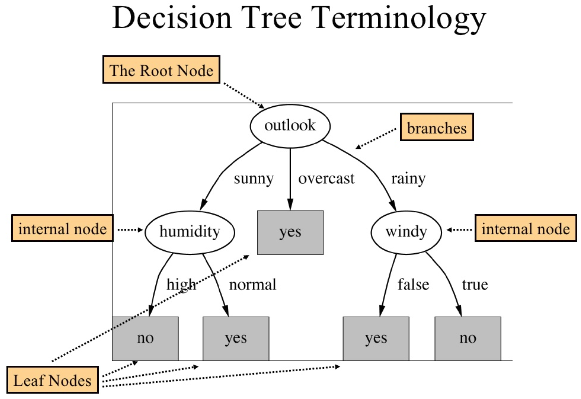 Decision Tree Terminology
The Root Node
outlook
branches
sunny
overcast
rainy
internal node
humidity
yes
windy
internal node
high
normal
false
true
no
yes
yes
no
Leaf Nodes